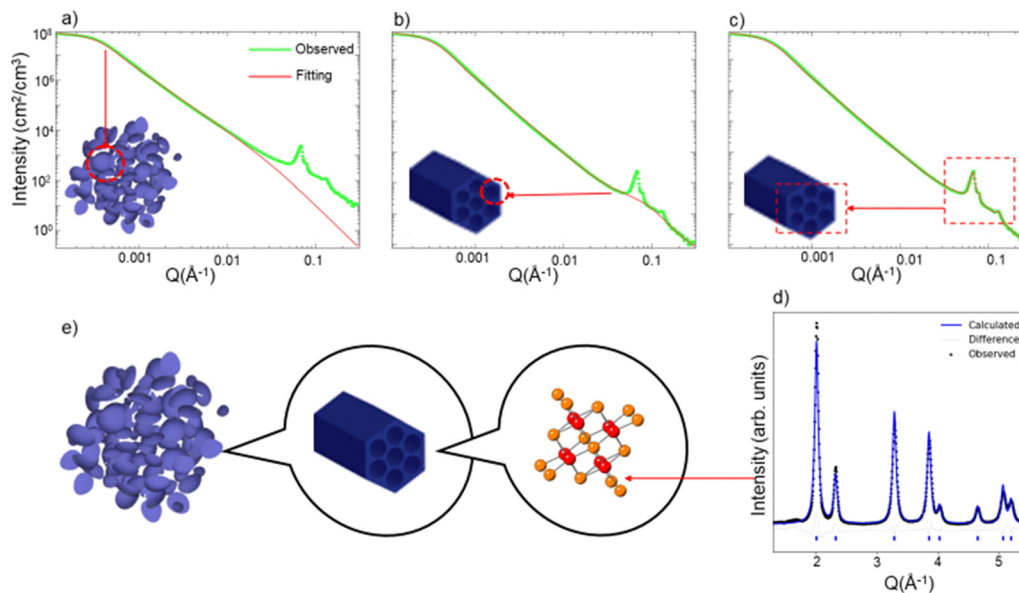 a)
b)
c)
Observed
Fitting
Intensity (cm²/cm³)
10⁸
10⁶
10⁴
10²
10⁰
0.001
0.01
0.1
Q(Å⁻¹)
0.001
0.01
0.1
Q(Å⁻¹)
0.001
0.01
0.1
Q(Å⁻¹)
d)
e)
Calculated
Difference
Observed
Intensity (arb. units)
2
3
4
5
Q(Å⁻¹)